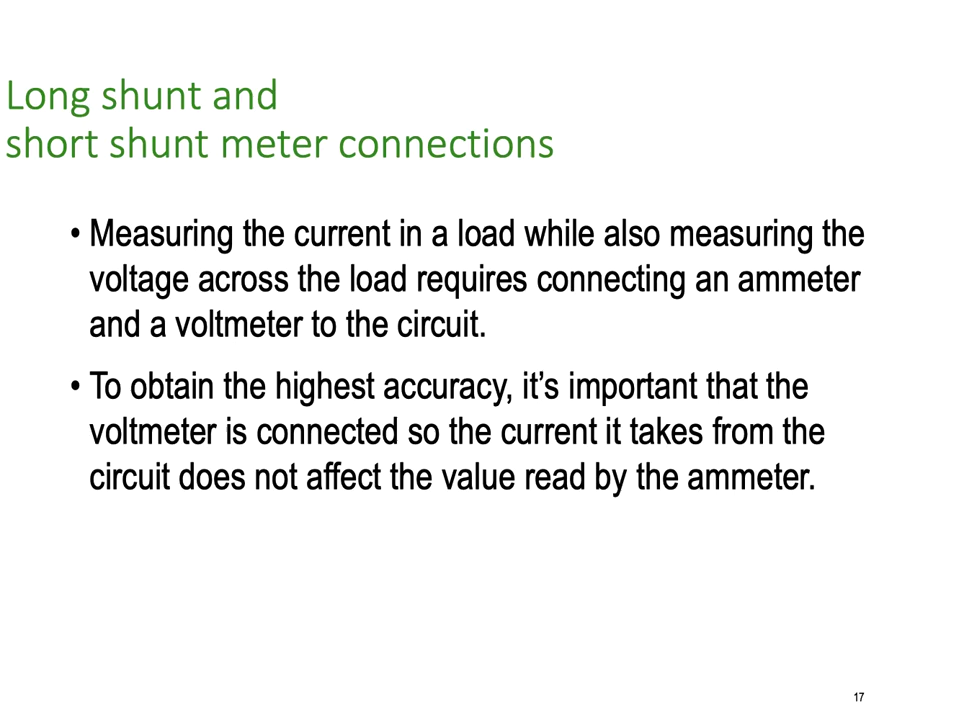 Long shunt and
short shunt meter connections
• Measuring the current in a load while also measuring the
voltage across the load requires connecting an ammeter
and a voltmeter to the circuit.
• To obtain the highest accuracy, it’s important that the
voltmeter is connected so the current it takes from the
circuit does not affect the value read by the ammeter.
17